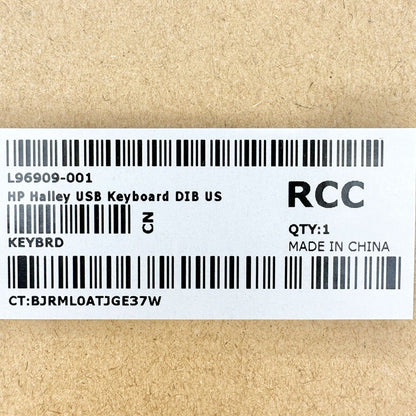 L96909-001
HP Halley USB Keyboard DIB US
RCC
CN
KEYBRD
QTY:1
MADE IN CHINA
CT:BJRML0ATJGE37W